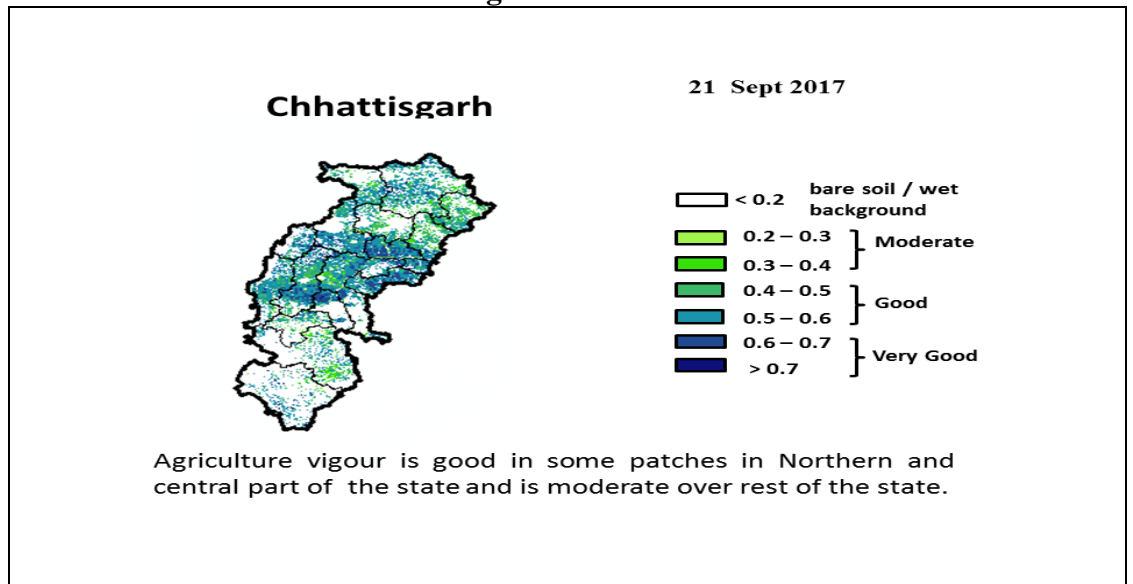 21 Sept 2017
Chhattisgarh
< 0.2 bare soil / wet
background
0.2 – 0.3
Moderate
0.3 – 0.4
0.4 – 0.5
Good
0.5 – 0.6
0.6 – 0.7
Very Good
> 0.7
Agriculture vigour is good in some patches in Northern and
central part of the state and is moderate over rest of the state.